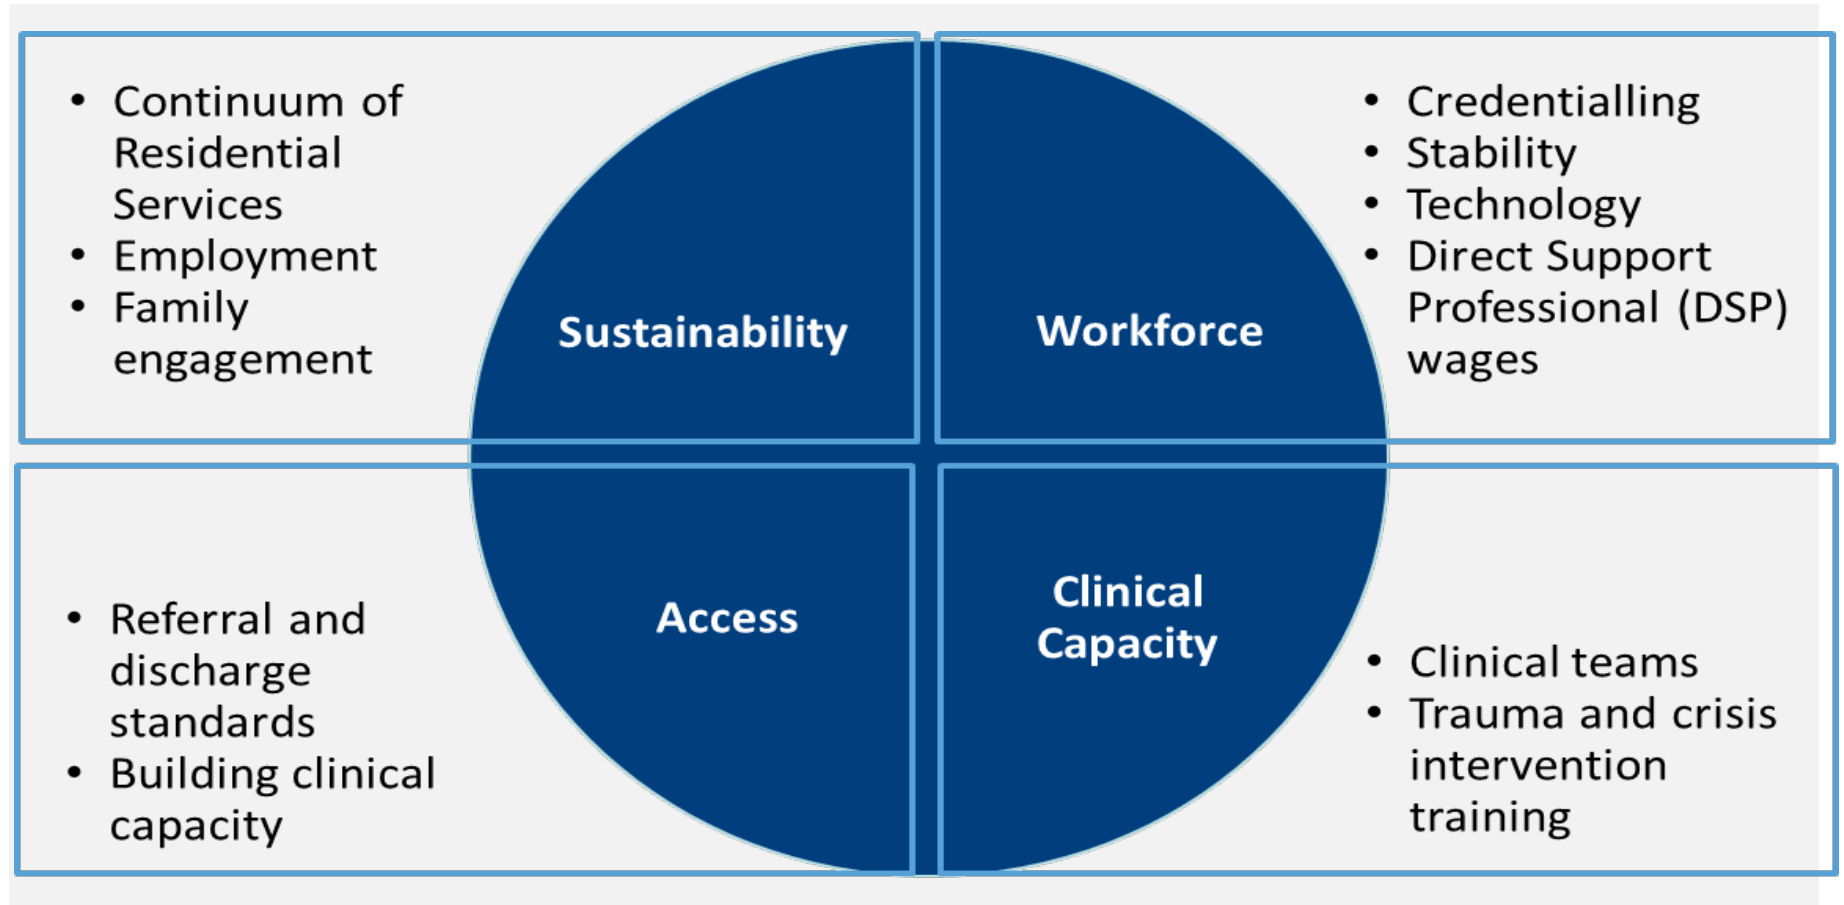 • Continuum of
Residential
Services
• Employment
• Family
engagement
Sustainability
Workforce
• Credentialling
• Stability
• Technology
• Direct Support
Professional (DSP)
wages
• Referral and
discharge
standards
• Building clinical
capacity
Access
Clinical
Capacity
• Clinical teams
• Trauma and crisis
intervention
training